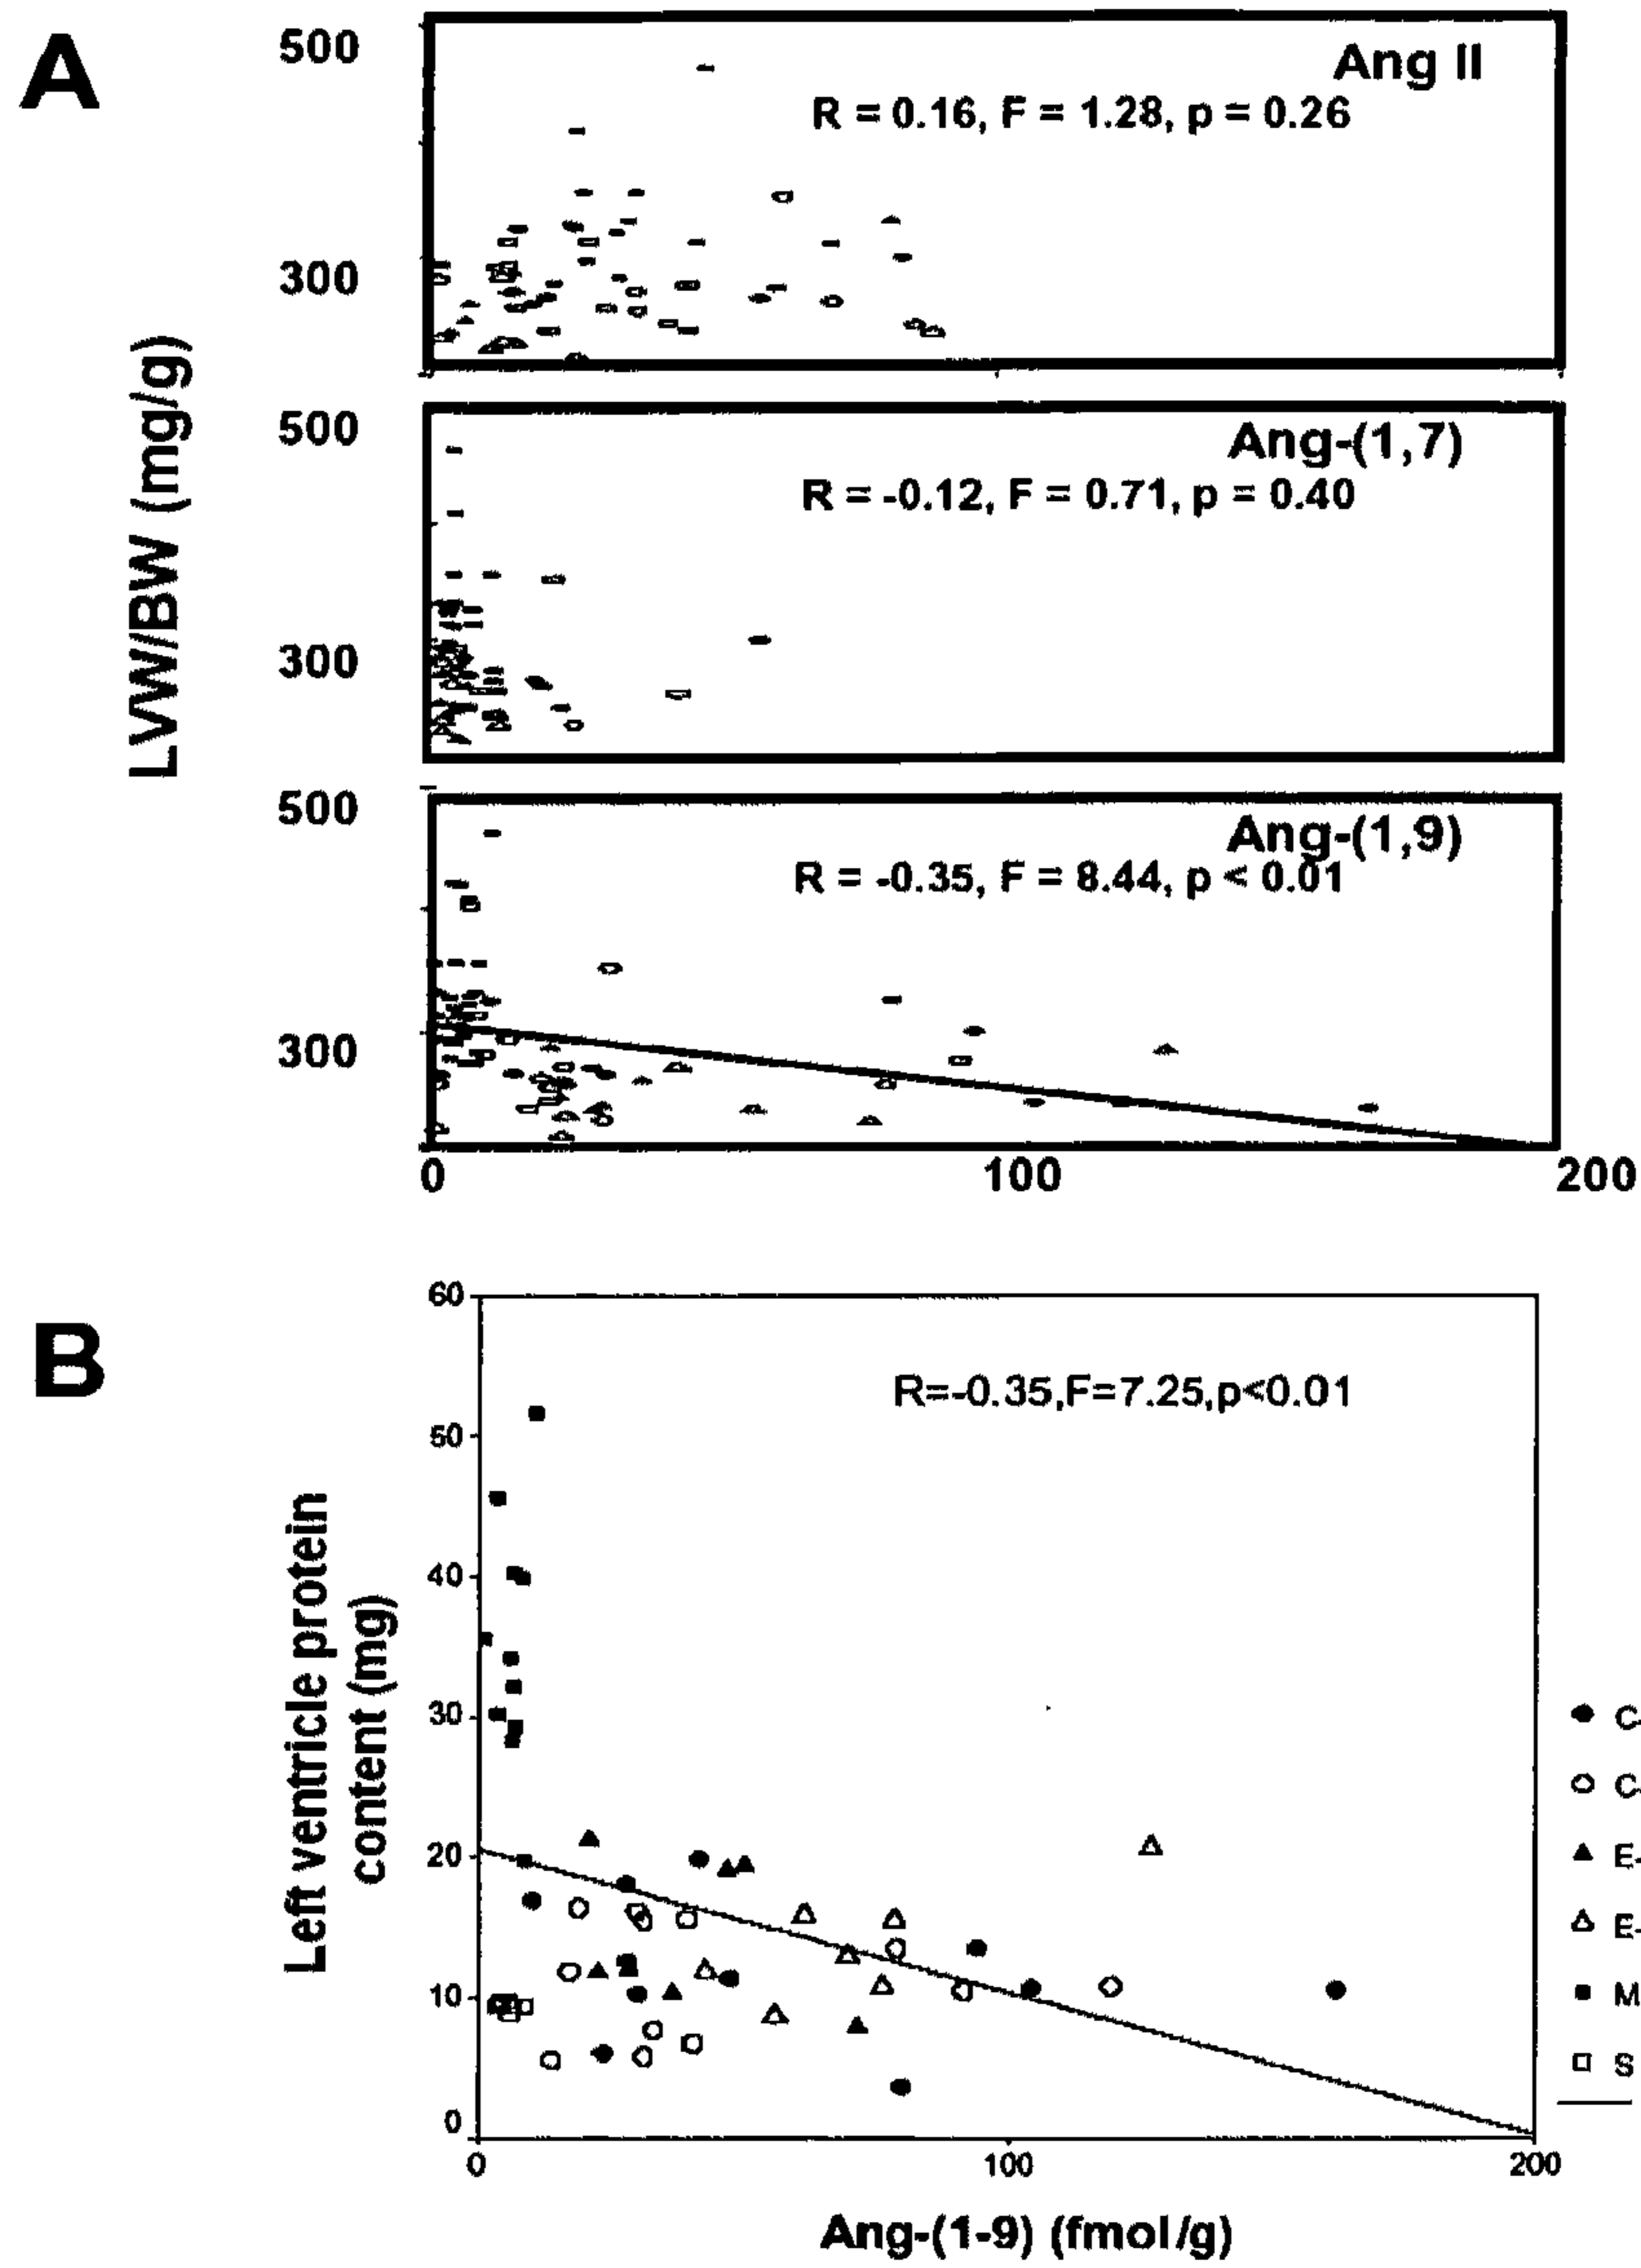 A
500
Ang II
R = 0.16, F = 1.28, p = 0.26
300
LVW/BW (mg/g)
500
Ang-(1,7)
R = -0.12, F = 0.71, p = 0.40
300
500
Ang-(1,9)
R = -0.35, F = 8.44, p < 0.01
300
0 100 200
B
60
R=-0.35,F=7.25,p<0.01
50
40
30
20
10
0
Left ventricle protein
content (mg)
C-
C-
E-
E-
M
S
0 100 200
Ang-(1-9) (fmol/g)